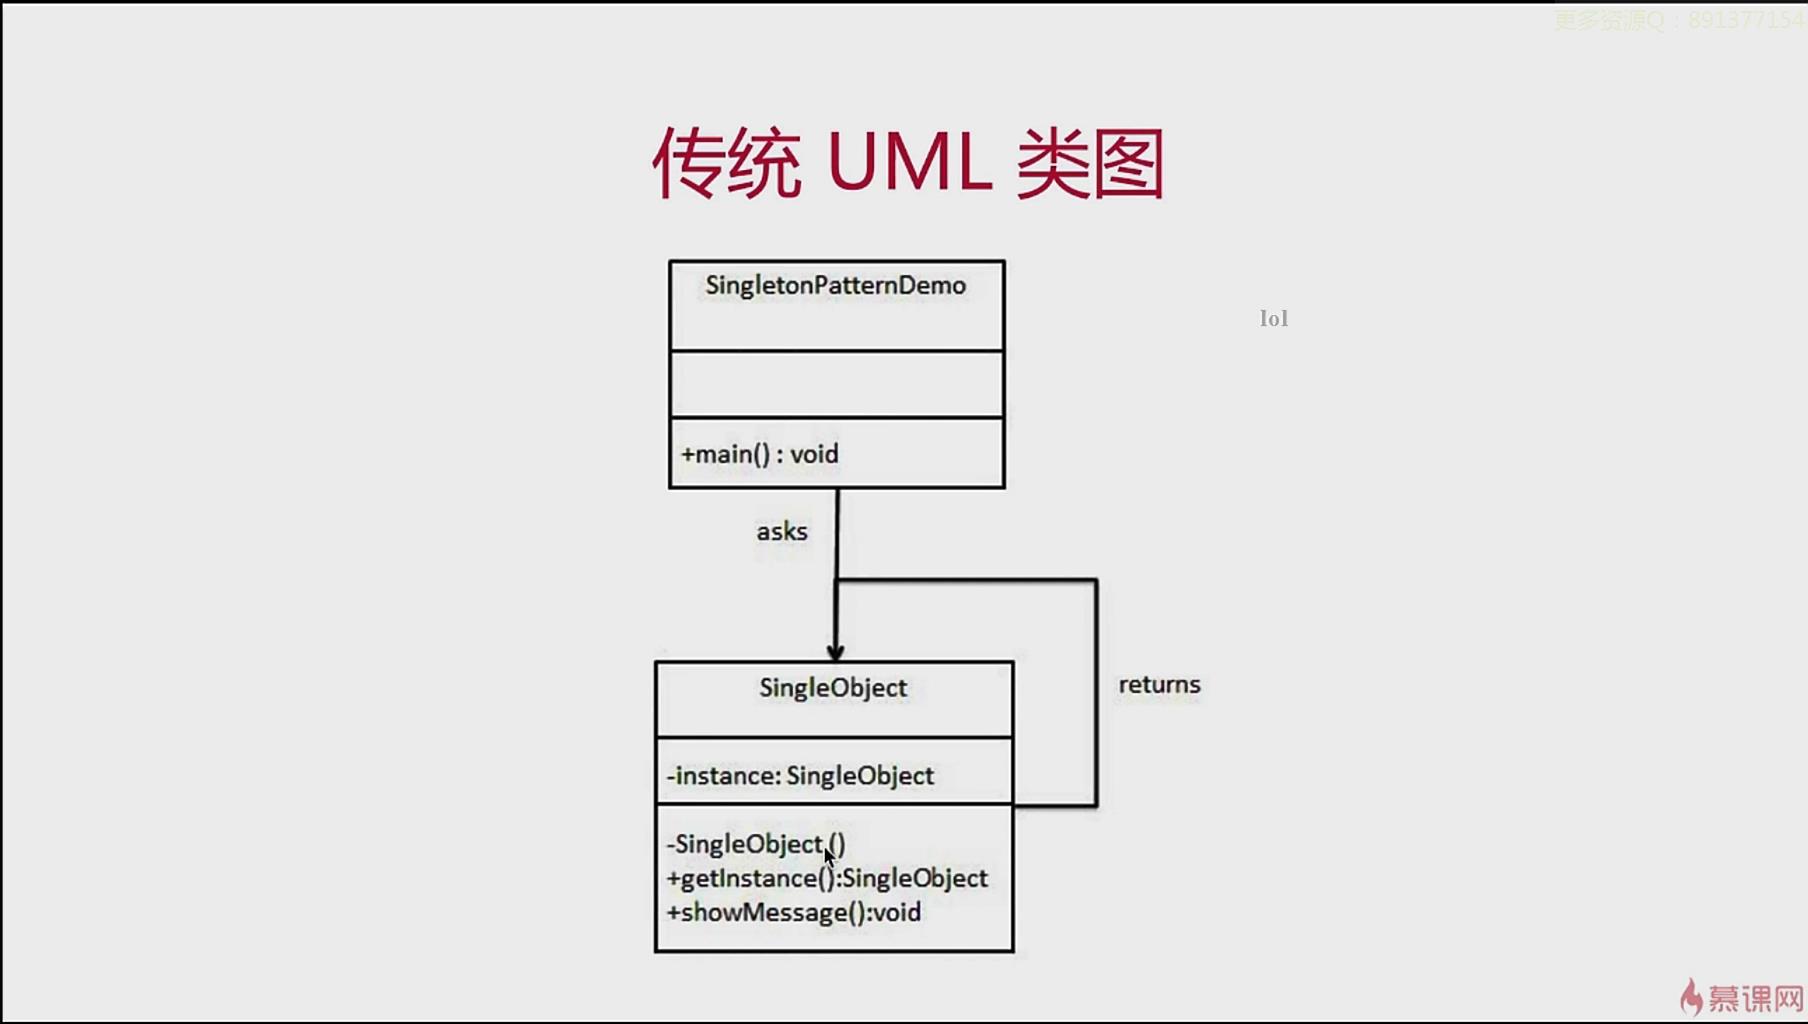 更多资源Q：891377154
传统 UML 类图
SingletonPatternDemo
lol
+main() : void
asks
SingleObject
returns
-instance: SingleObject
-SingleObject ()
+getInstance():SingleObject
+showMessage():void
慕课网